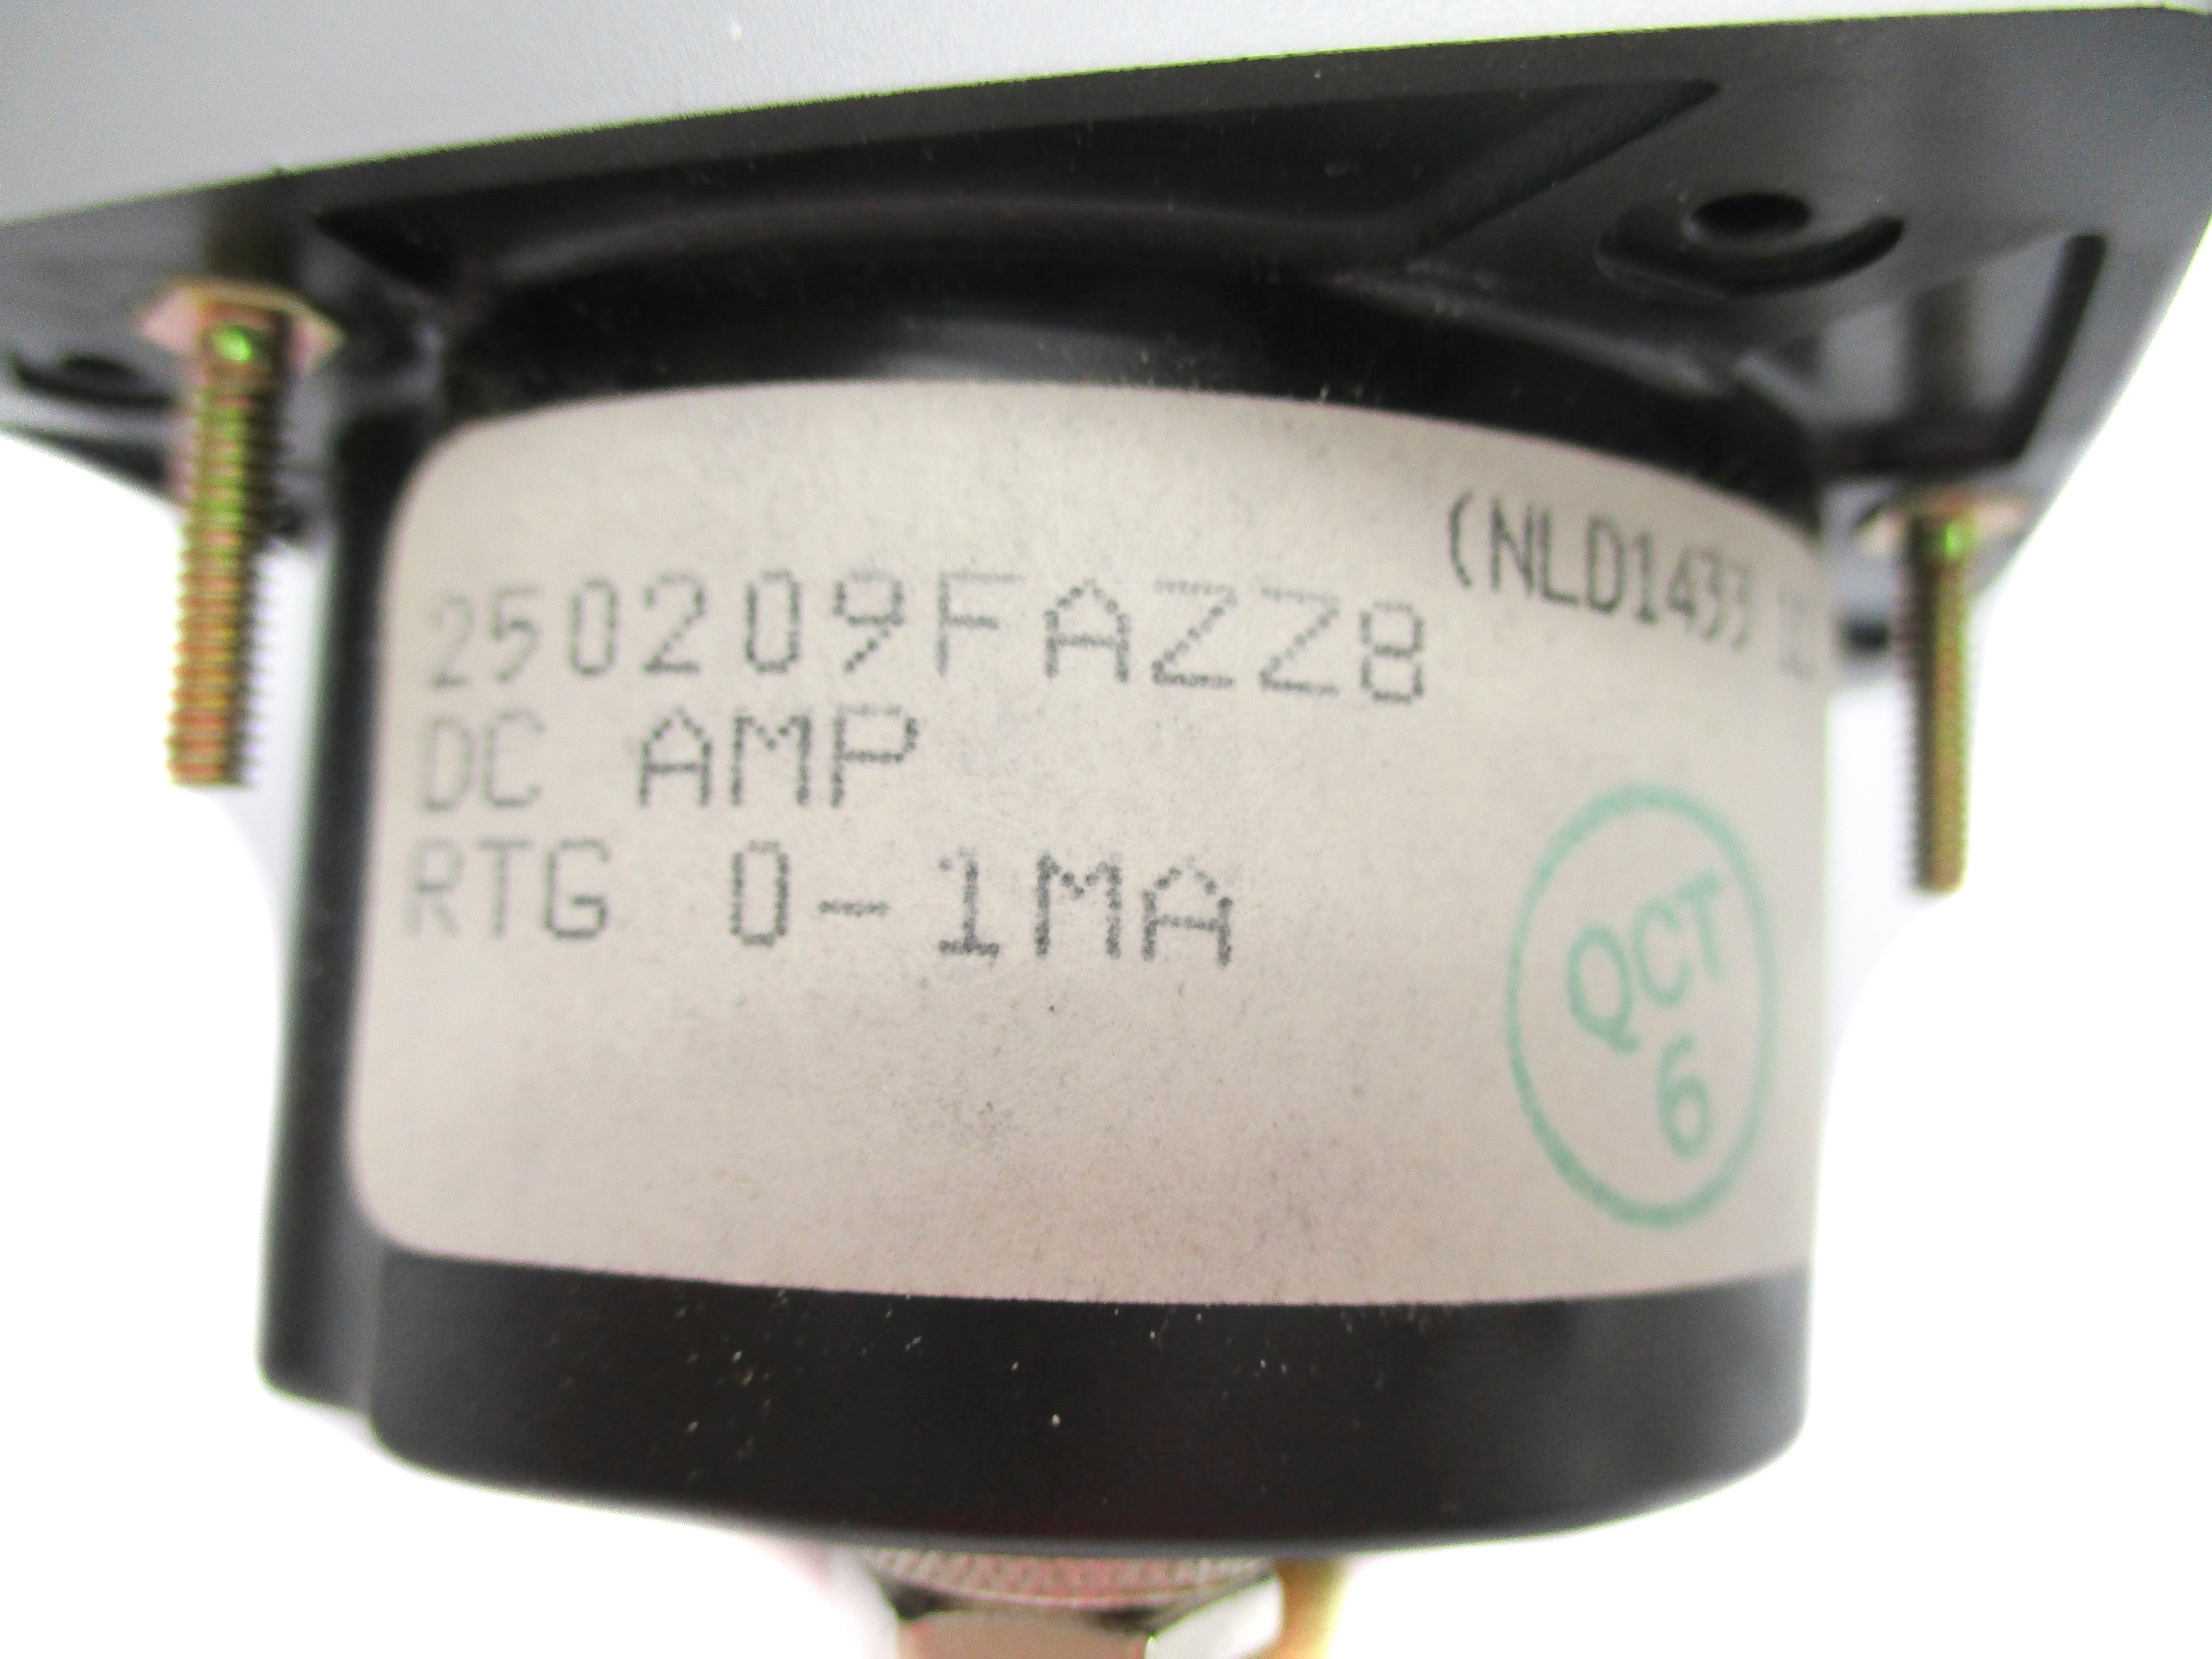 (NLD1433
250209FAZZ8
DC AMP
RTG 0-1MA
QCT
6